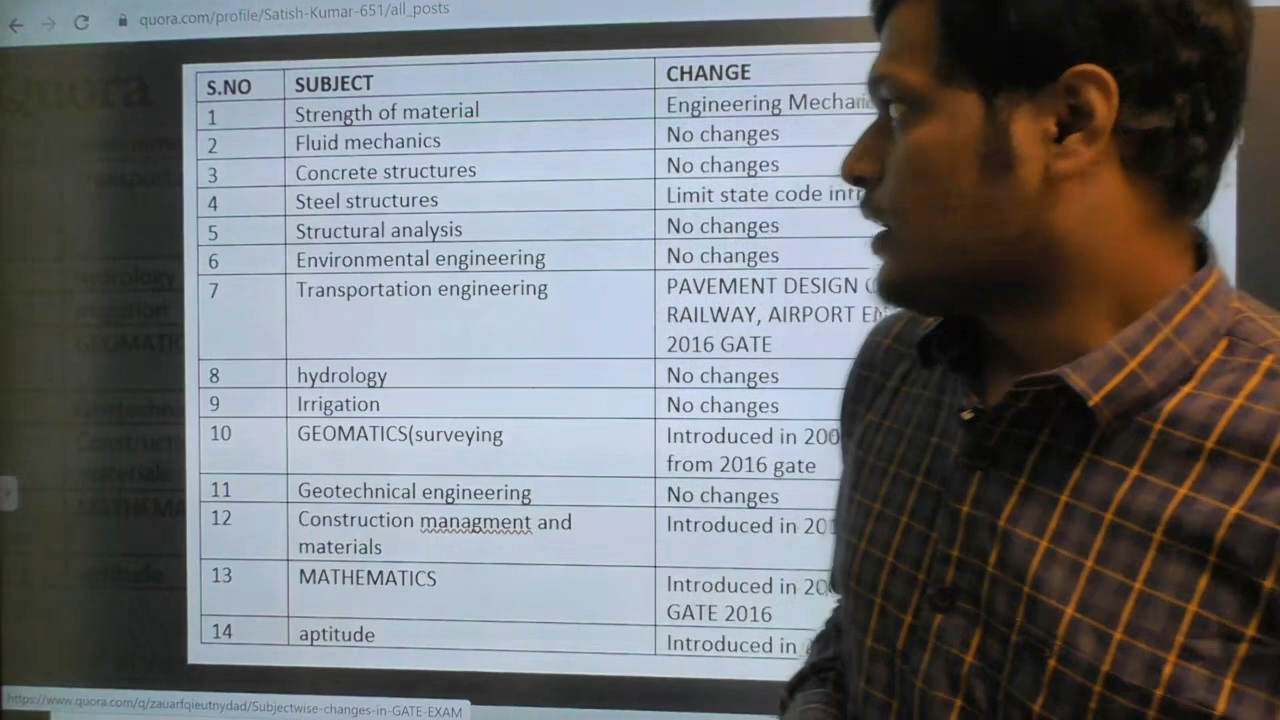 quora.com/profile/Satish-Kumar-651/all_posts
S.NO SUBJECT CHANGE
1 Strength of material Engineering
2 Fluid mechanics No changes
3 Concrete structures No changes
4 Steel structures Limit state code
5 Structural analysis No changes
6 Environmental engineering No changes
7 Transportation engineering PAVEMENT DESIGN
RAILWAY, AIRPORT
2016 GATE
8 hydrology No changes
9 Irrigation No changes
10 GEOMATICS(surveying Introduced in
from 2016 gate
11 Geotechnical engineering No changes
12 Construction managment and Introduced in
materials
13 MATHEMATICS Introduced in
GATE 2016
14 aptitude Introduced in
https://www.quora.com/q/zauarfqieutnydad/Subjectwise-changes-in-GATE-EXAM